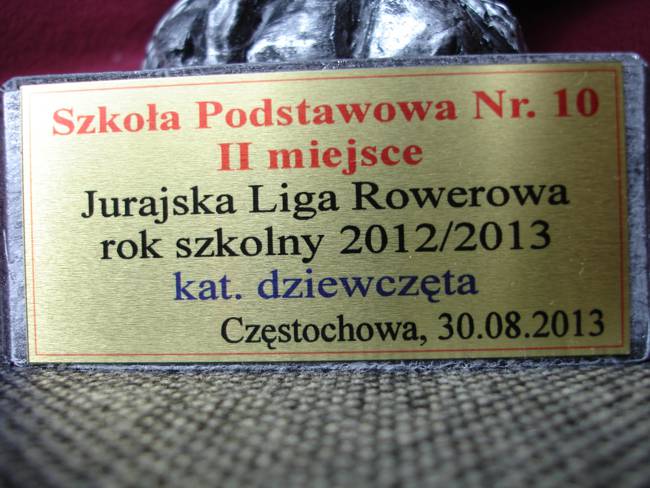 Szkoła Podstawowa Nr. 10
II miejsce
Jurajska Liga Rowerowa
rok szkolny 2012/2013
kat. dziewczęta
Częstochowa, 30.08.2013